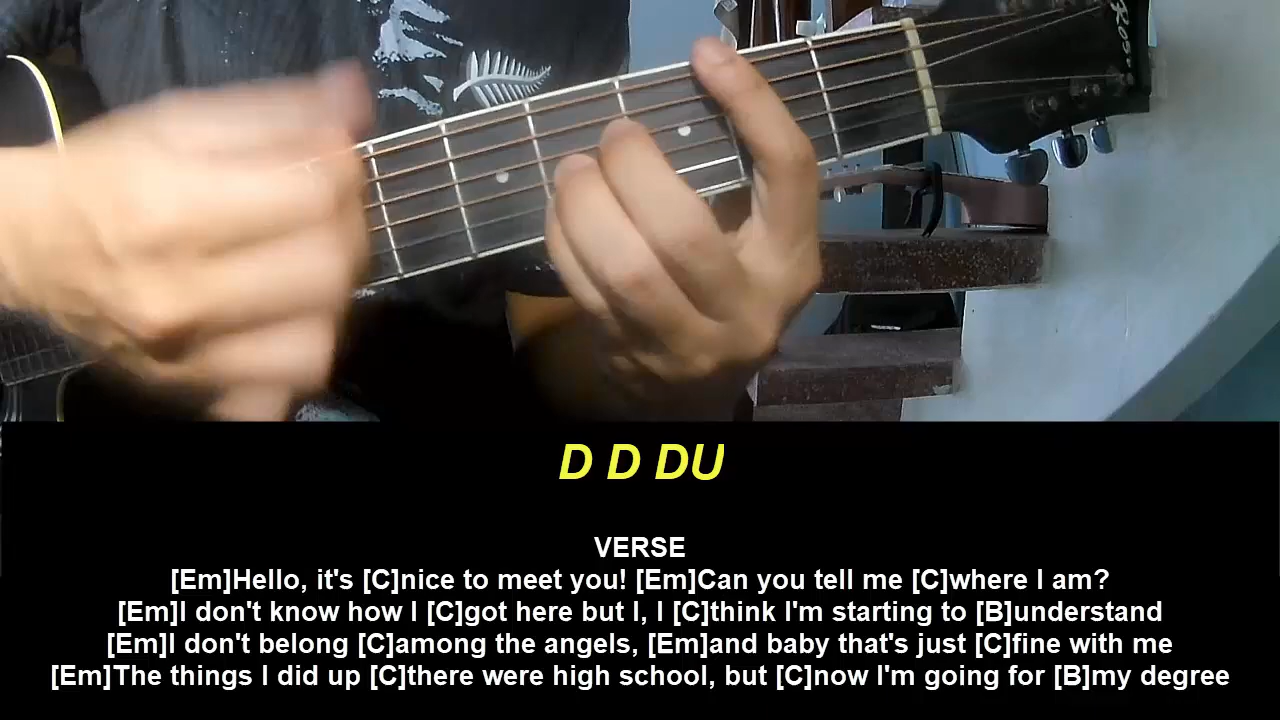 D D DU
VERSE
[Em]Hello, it's [C]nice to meet you! [Em]Can you tell me [C]where I am?
[Em]I don't know how I [C]got here but I, I [C]think I'm starting to [B]understand
[Em]I don't belong [C]among the angels, [Em]and baby that's just [C]fine with me
[Em]The things I did up [C]there were high school, but [C]now I'm going for [B]my degree